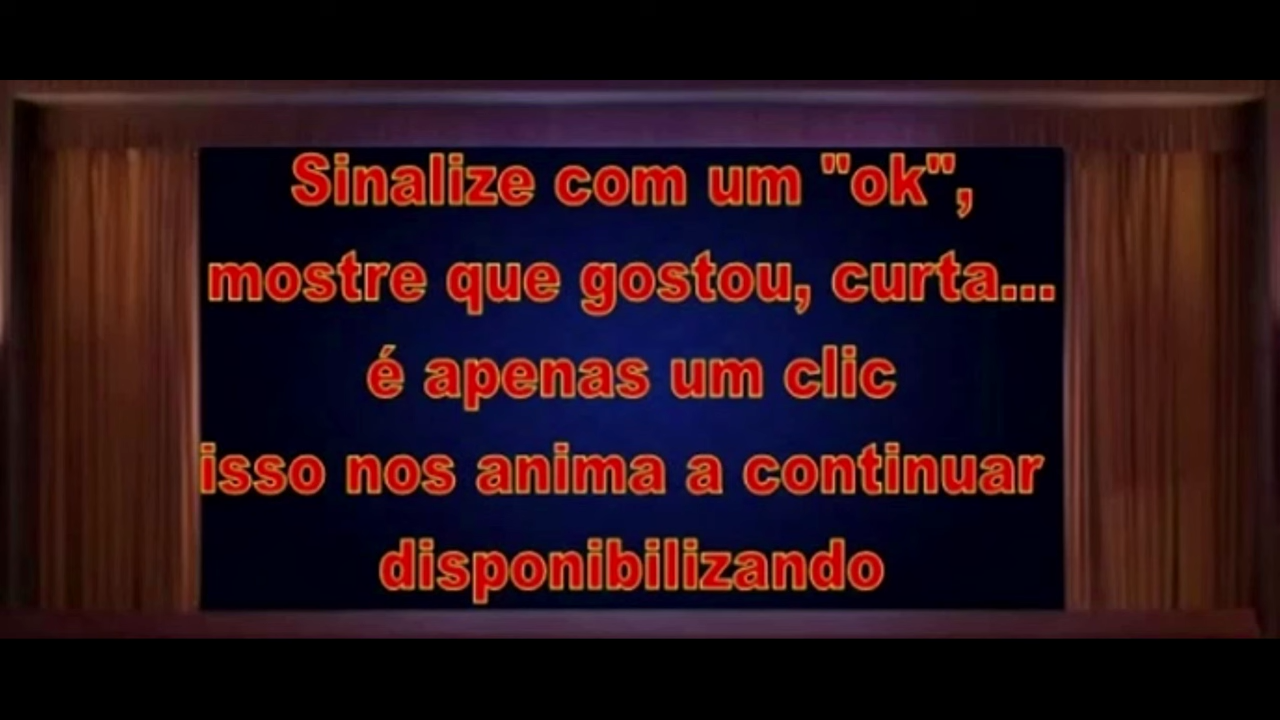 Sinalize com um "ok",
mostre que gostou, curta...
é apenas um clic
isso nos anima a continuar
disponibilizando